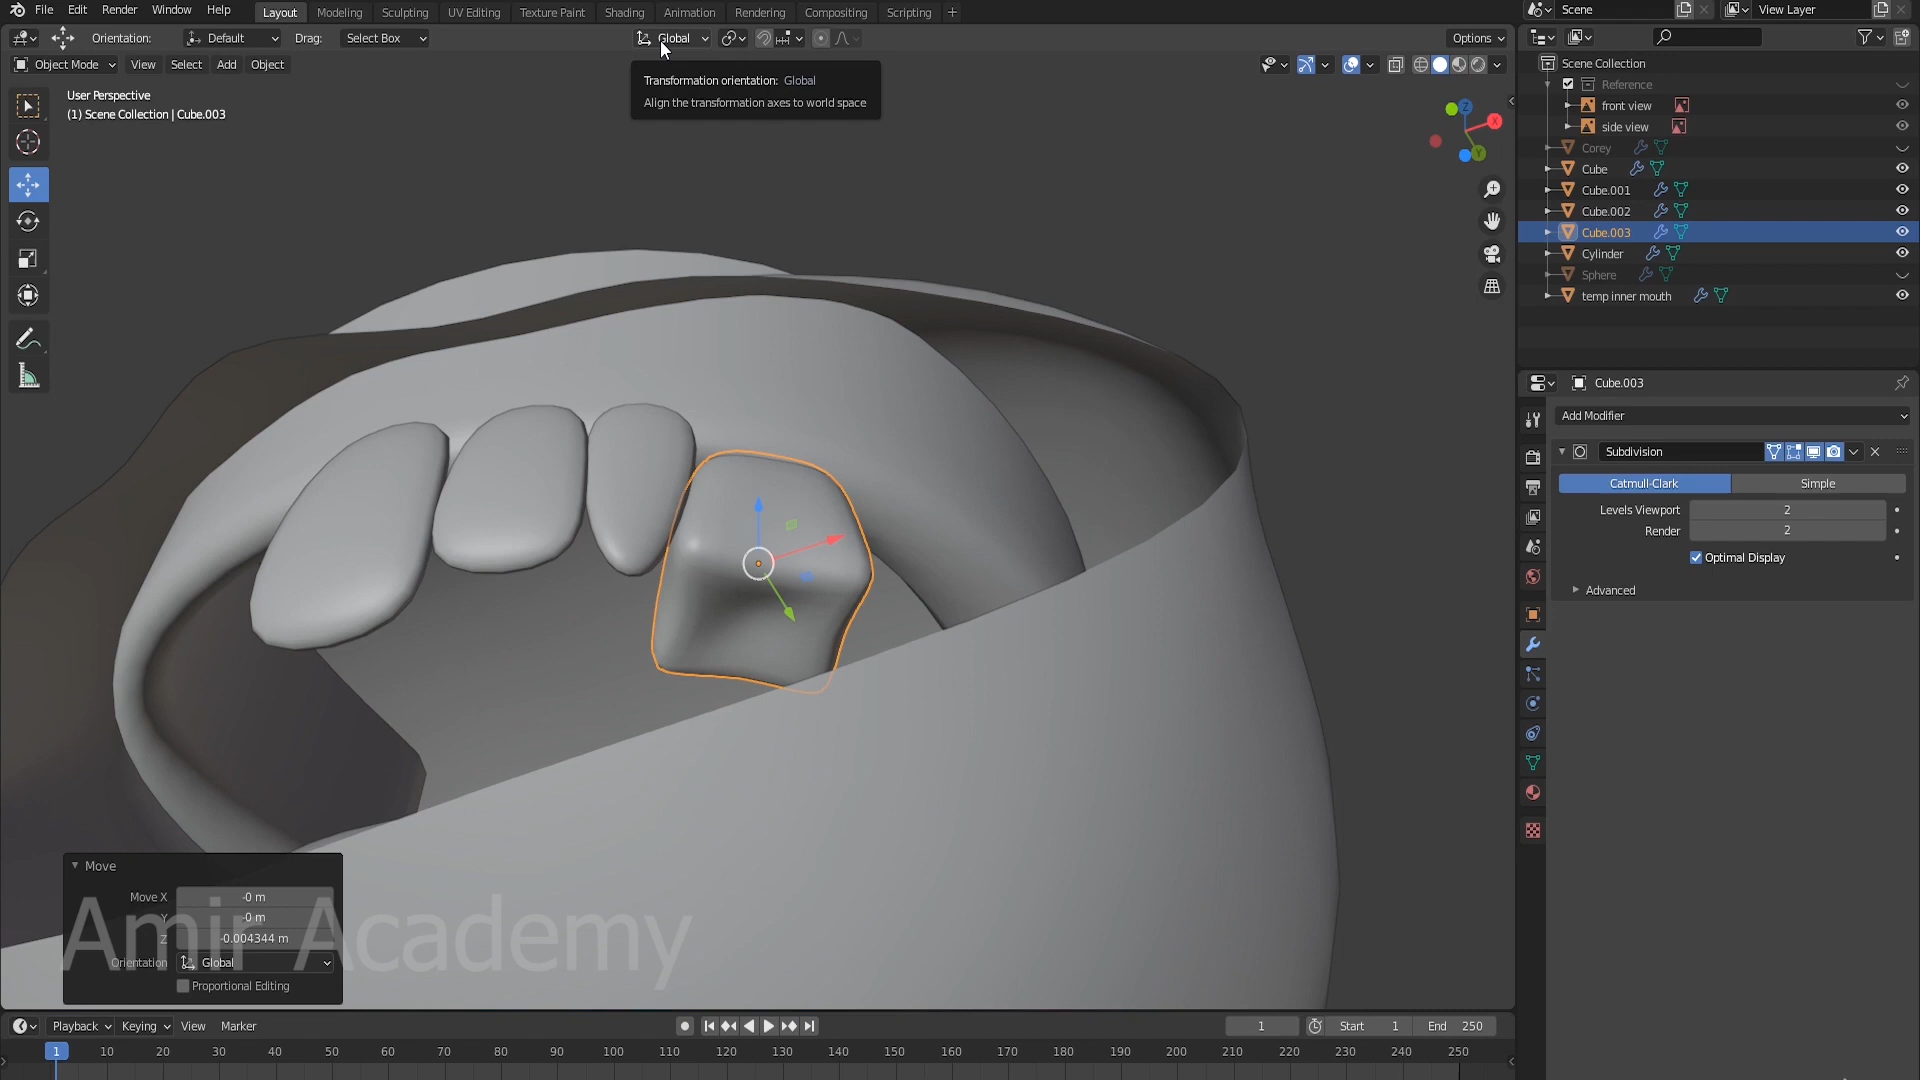 File Edit Render Window Help Layout Modeling Sculpting UV Editing Texture Paint Shading Animation Rendering Compositing Scripting + Scene View Layer
Orientation: Default Drag: Select Box Global Options
Object Mode View Select Add Object
Transformation orientation: Global
Align the transformation axes to world space
User Perspective
(1) Scene Collection | Cube.003
Z
X
Y
Scene Collection
Reference
front view
side view
Corey
Cube
Cube.001
Cube.002
Cube.003
Cylinder
Sphere
temp inner mouth
Cube.003
Add Modifier
Subdivision
Catmull-Clark Simple
Levels Viewport 2
Render 2
Optimal Display
Advanced
Move
Move X -0 m
Y -0 m
Z -0.004344 m
Orientation Global
Proportional Editing
Amir Academy
Playback Keying View Marker 1 Start 1 End 250
1 10 20 30 40 50 60 70 80 90 100 110 120 130 140 150 160 170 180 190 200 210 220 230 240 250